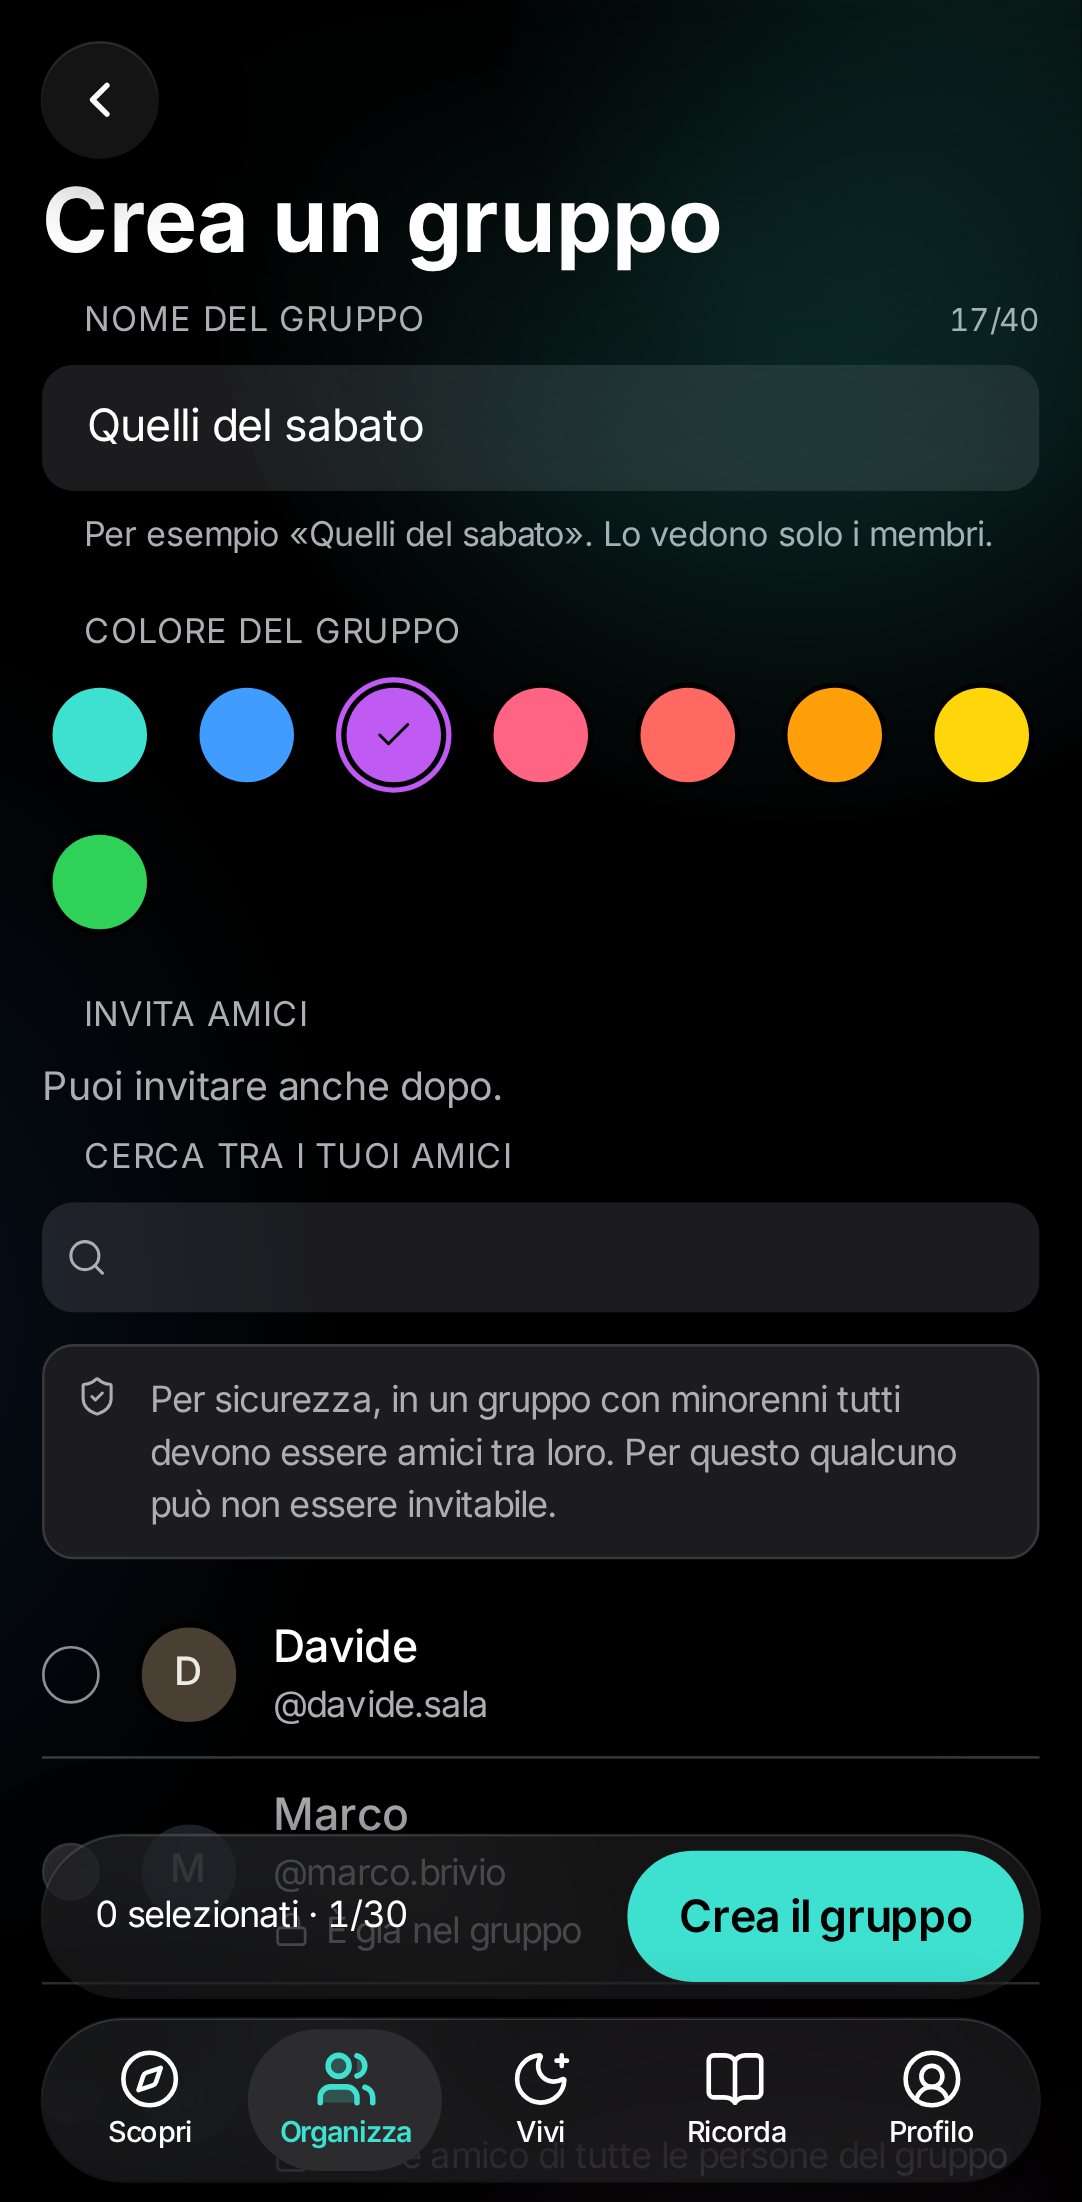 Crea un gruppo
NOME DEL GRUPPO 17/40
Quelli del sabato
Per esempio «Quelli del sabato». Lo vedono solo i membri.
COLORE DEL GRUPPO
INVITA AMICI
Puoi invitare anche dopo.
CERCA TRA I TUOI AMICI
Per sicurezza, in un gruppo con minorenni tutti
devono essere amici tra loro. Per questo qualcuno
può non essere invitabile.
D Davide
@davide.sala
M Marco
@marco.brivio
0 selezionati · 1/30
È già nel gruppo
Crea il gruppo
Scopri Organizza Vivi Ricorda Profilo
è amico di tutte le persone del gruppo